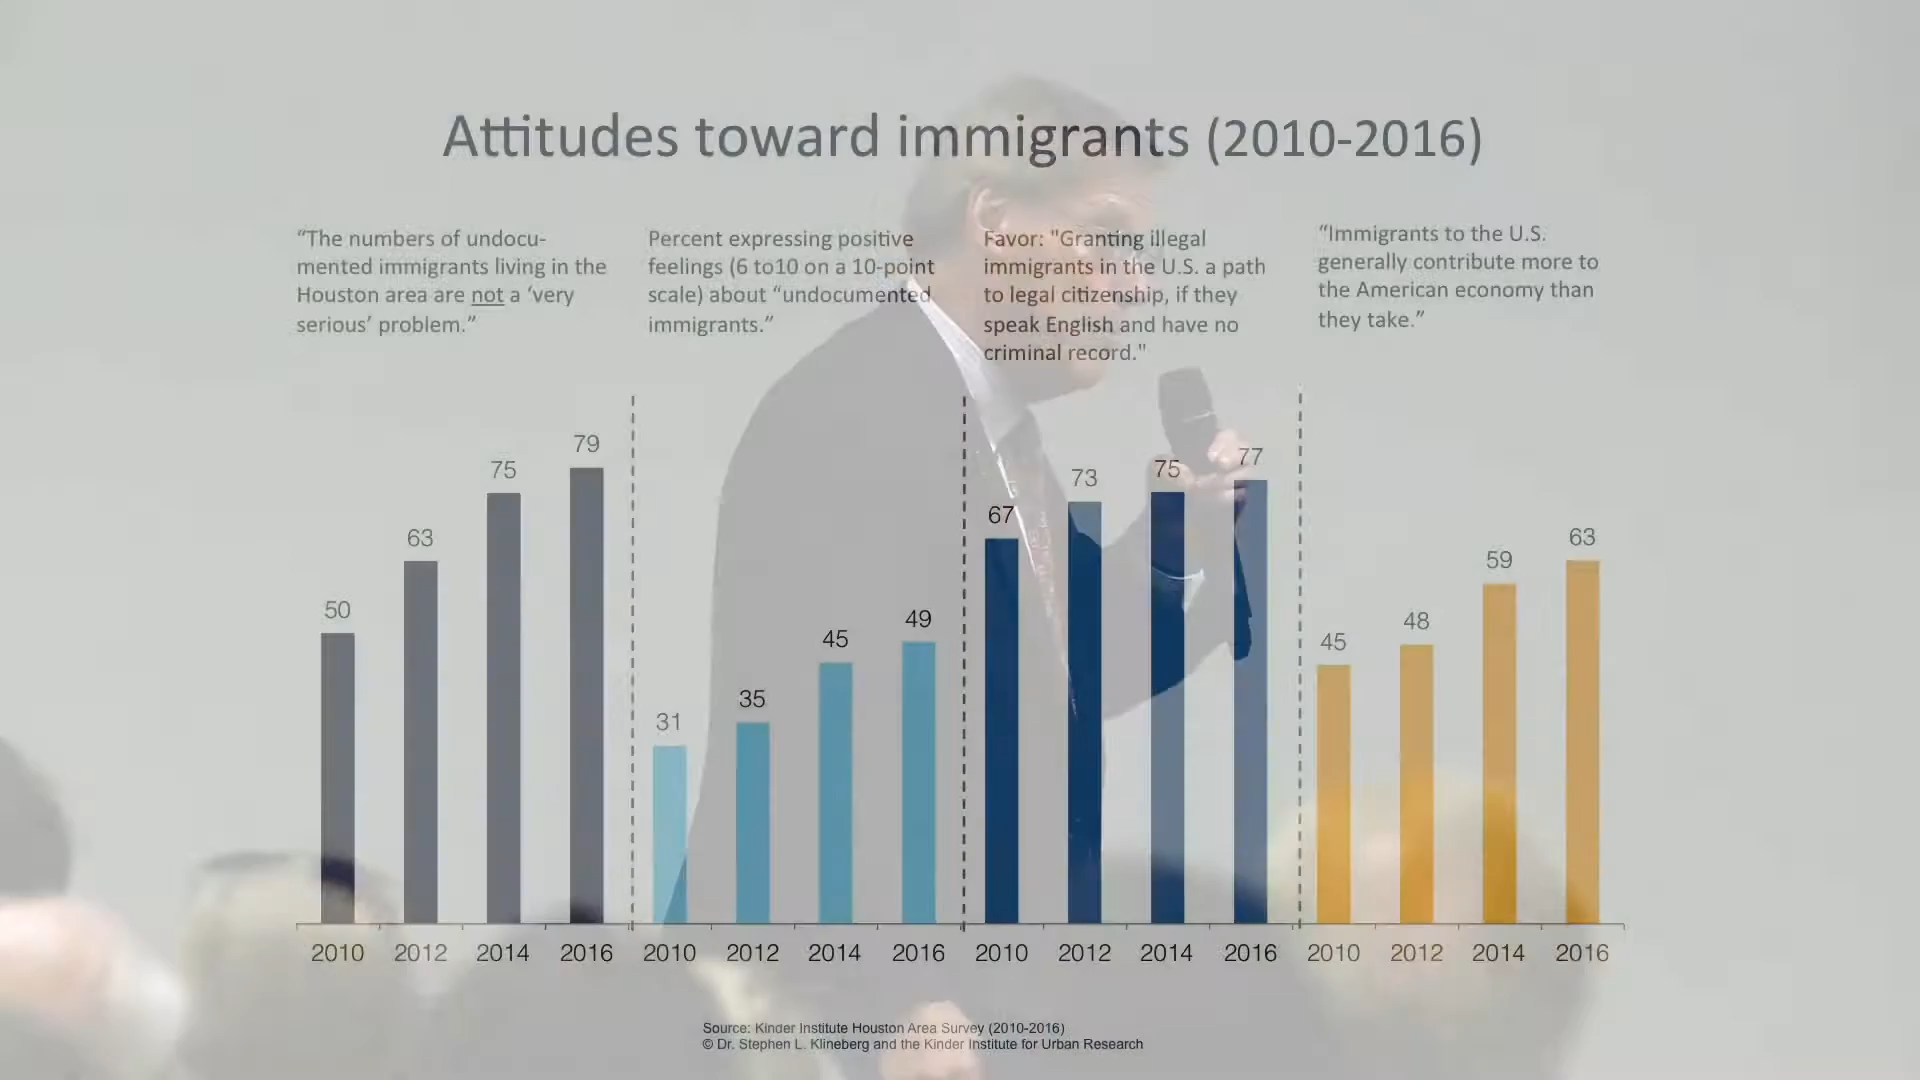 Attitudes toward immigrants (2010-2016)
“The numbers of undocu-
mented immigrants living in the
Houston area are not a ‘very
serious’ problem.”
Percent expressing positive
feelings (6 to10 on a 10-point
scale) about “undocumented
immigrants.”
Favor: "Granting illegal
immigrants in the U.S. a path
to legal citizenship, if they
speak English and have no
criminal record."
“Immigrants to the U.S.
generally contribute more to
the American economy than
they take.”
50 63 75 79
31 35 45 49
67 73 75 77
45 48 59 63
2010 2012 2014 2016 2010 2012 2014 2016 2010 2012 2014 2016 2010 2012 2014 2016
Source: Kinder Institute Houston Area Survey (2010-2016)
© Dr. Stephen L. Klineberg and the Kinder Institute for Urban Research